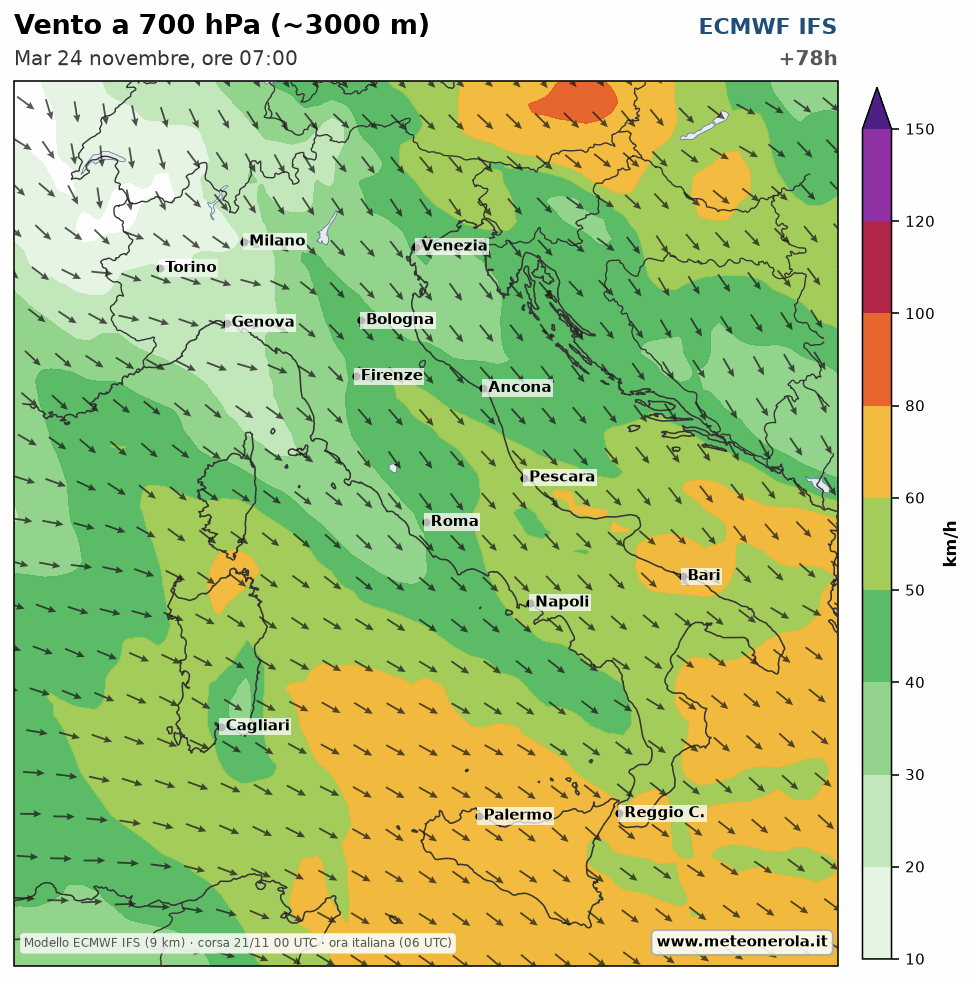 Vento a 700 hPa (~3000 m)
ECMWF IFS
Mar 24 novembre, ore 07:00
+78h
150
120
100
80
60
50
40
30
20
10
km/h
Milano
Venezia
Torino
Genova
Bologna
Firenze
Ancona
Pescara
Roma
Bari
Napoli
Cagliari
Palermo
Reggio C.
Modello ECMWF IFS (9 km) · corsa 21/11 00 UTC · ora italiana (06 UTC)
www.meteonerola.it